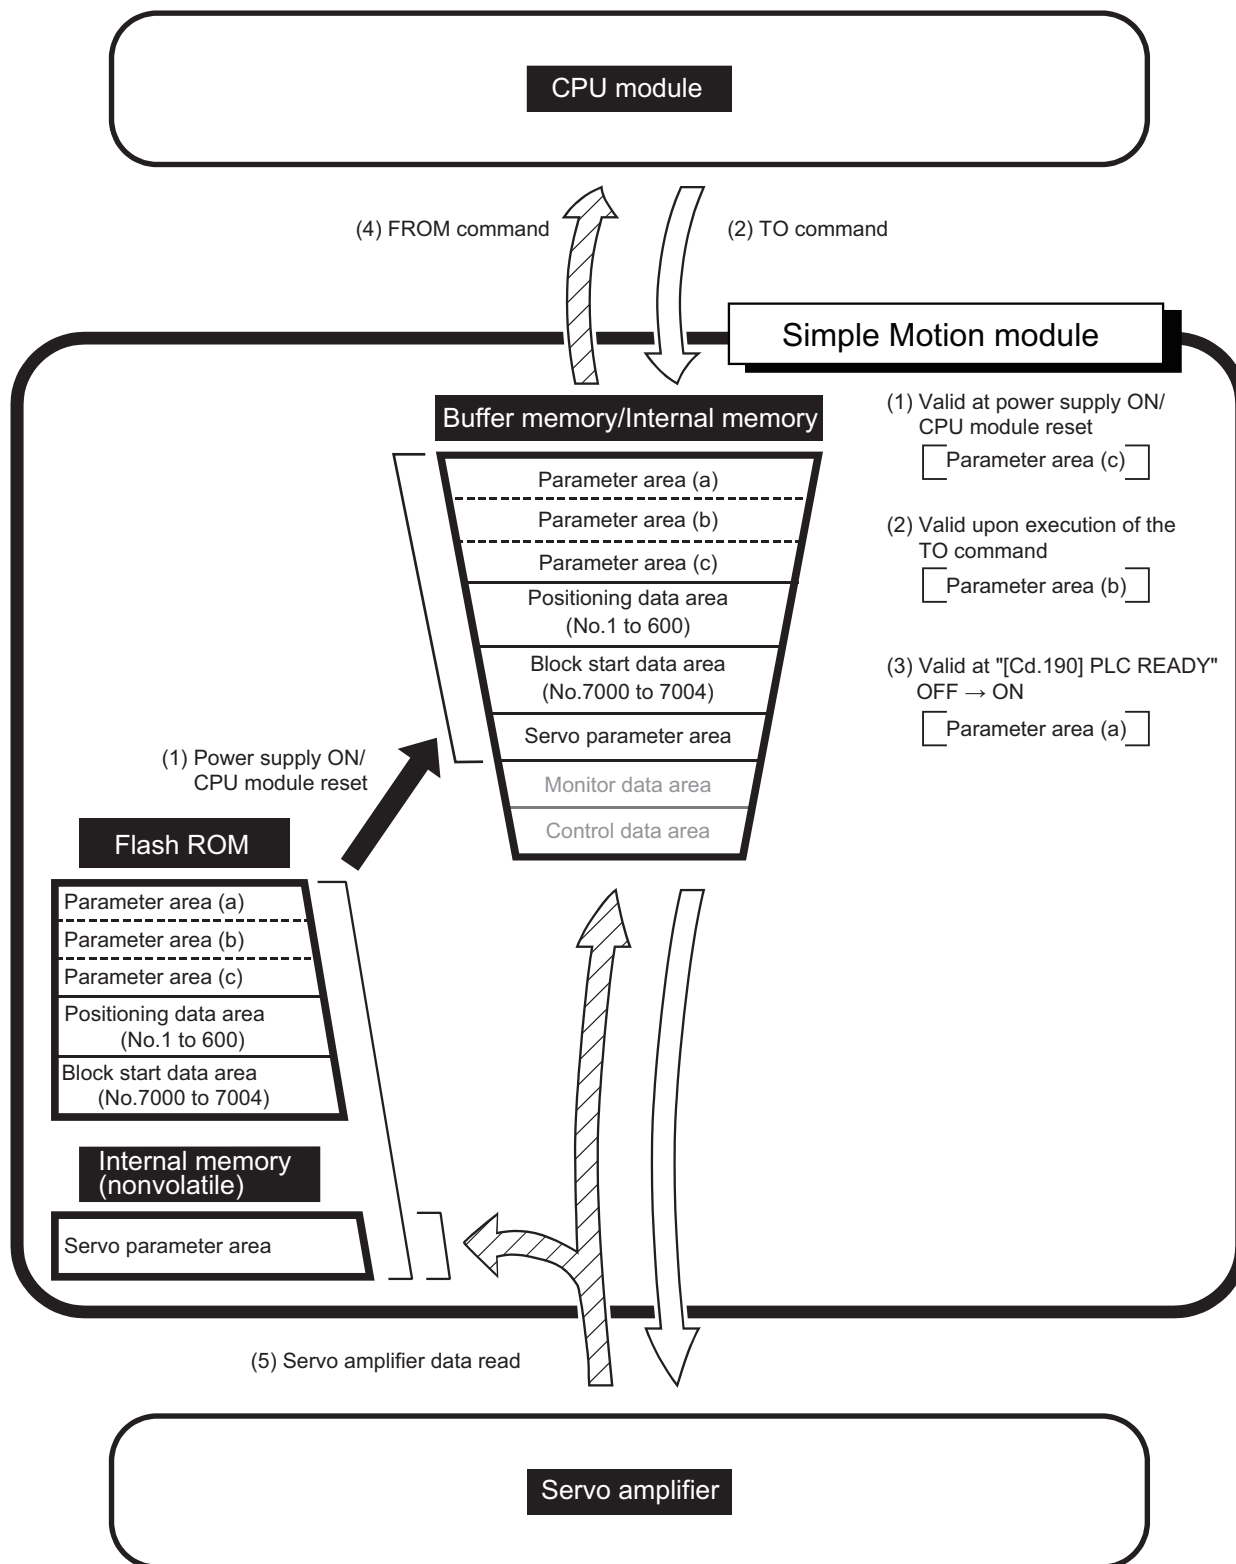 CPU module
(4) FROM command
(2) TO command
Simple Motion module
Buffer memory/Internal memory
Parameter area (a)
Parameter area (b)
Parameter area (c)
Positioning data area
(No.1 to 600)
Block start data area
(No.7000 to 7004)
Servo parameter area
Monitor data area
Control data area
(1) Valid at power supply ON/
CPU module reset
Parameter area (c)
(2) Valid upon execution of the
TO command
Parameter area (b)
(3) Valid at "[Cd.190] PLC READY"
OFF → ON
Parameter area (a)
(1) Power supply ON/
CPU module reset
Flash ROM
Parameter area (a)
Parameter area (b)
Parameter area (c)
Positioning data area
(No.1 to 600)
Block start data area
(No.7000 to 7004)
Internal memory
(nonvolatile)
Servo parameter area
(5) Servo amplifier data read
Servo amplifier